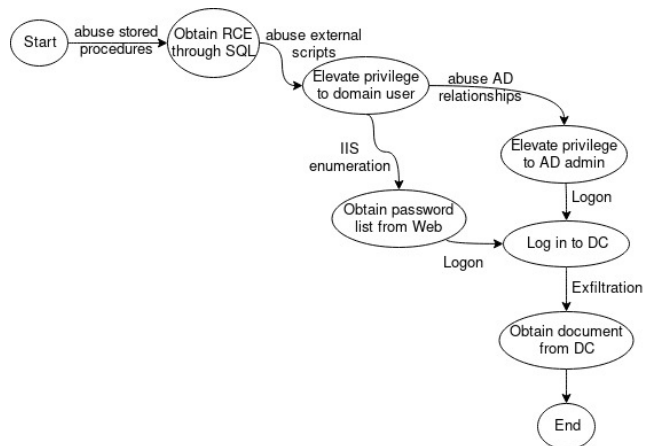 Start
abuse stored
procedures
Obtain RCE
through SQL
abuse external
scripts
Elevate privilege
to domain user
abuse AD
relationships
IIS
enumeration
Elevate privilege
to AD admin
Obtain password
list from Web
Logon
Logon
Log in to DC
Exfiltration
Obtain document
from DC
End